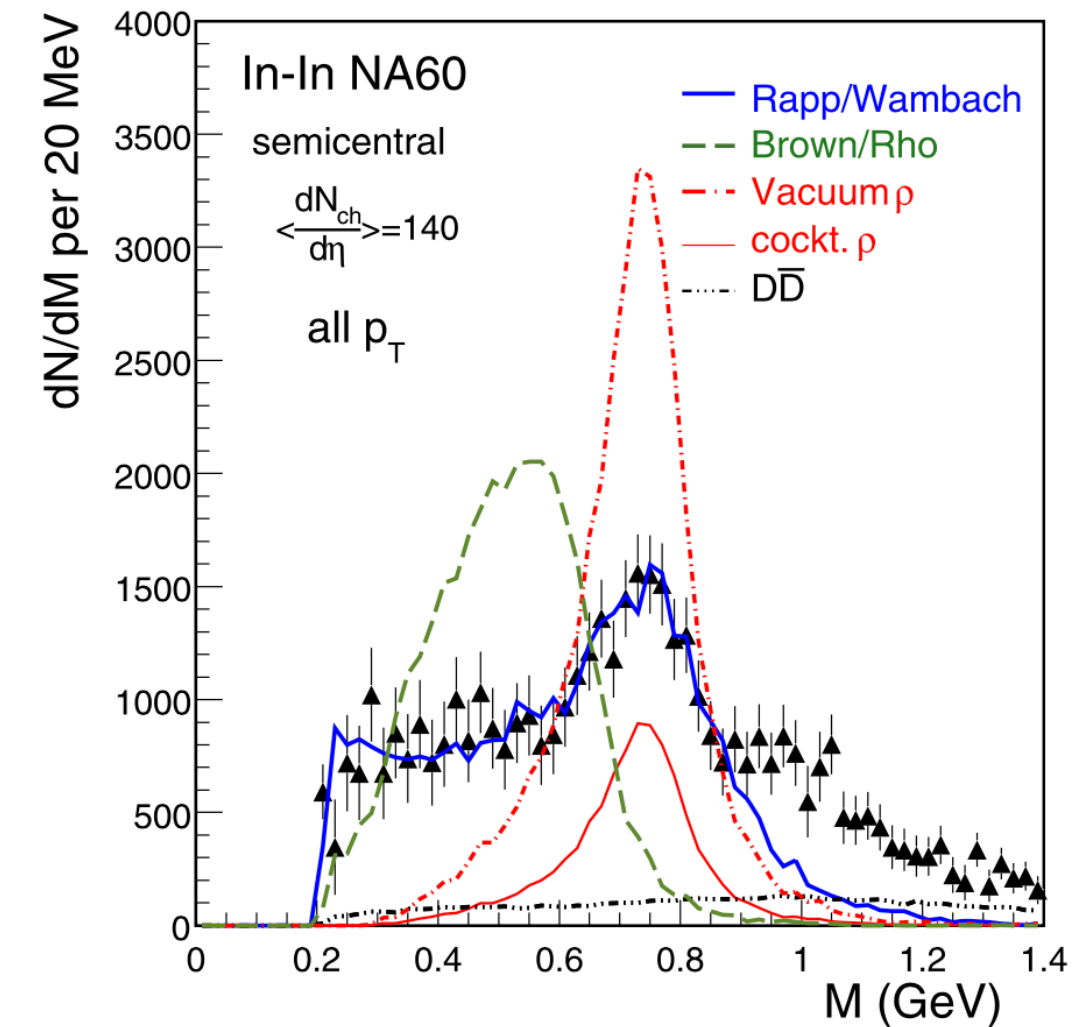 dN/dM per 20 MeV
4000
3500
3000
2500
2000
1500
1000
500
0
In-In NA60
semicentral
<dN_ch/dη>=140
all p_T
Rapp/Wambach
Brown/Rho
Vacuum ρ
cockt. ρ
DD̅
0 0.2 0.4 0.6 0.8 1 1.2 1.4
M (GeV)